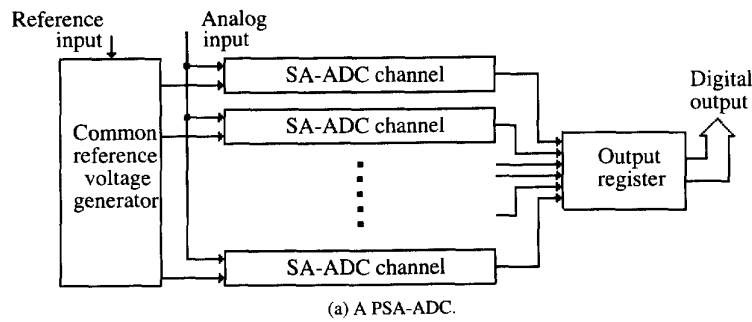 Reference
input
Analog
input
SA-ADC channel
SA-ADC channel
Common
reference
voltage
generator
Output
register
Digital
output
SA-ADC channel
(a) A PSA-ADC.